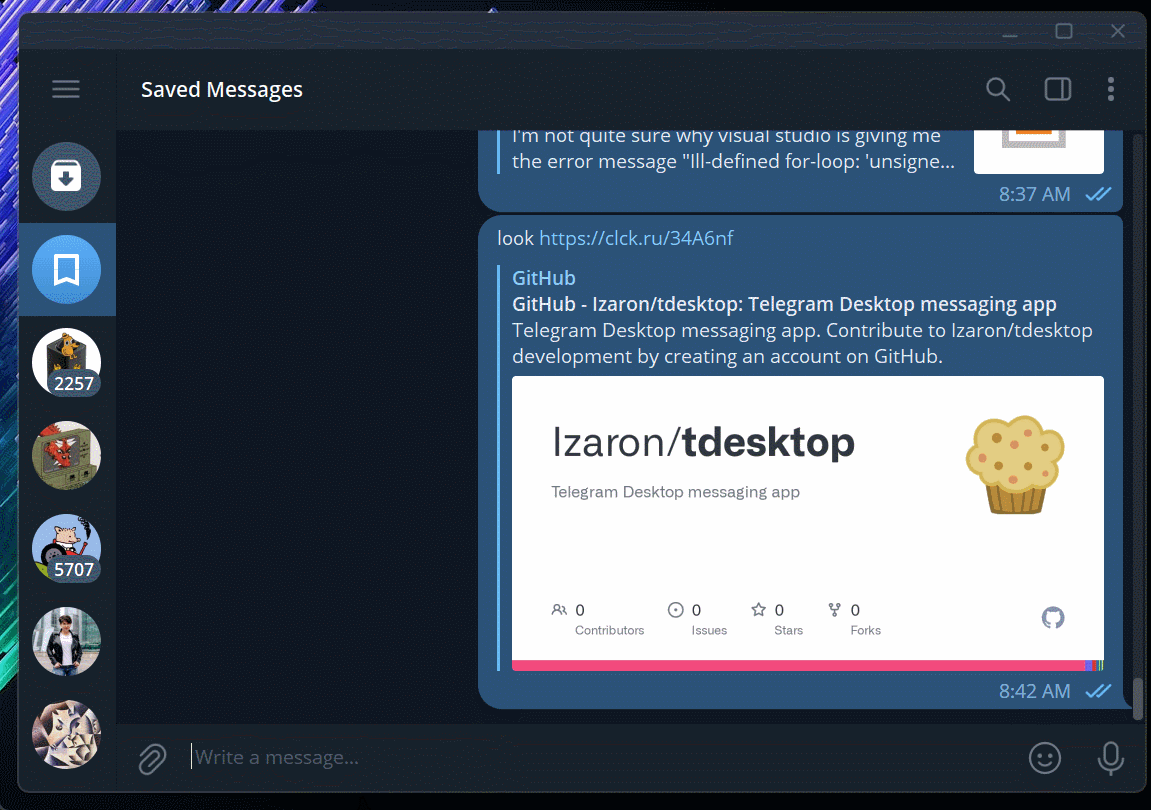 Saved Messages
I'm not quite sure why visual studio is giving me
the error message "Ill-defined for-loop: 'unsigne...
8:37 AM
look https://clck.ru/34A6nf
GitHub
GitHub - Izaron/tdesktop: Telegram Desktop messaging app
Telegram Desktop messaging app. Contribute to Izaron/tdesktop
development by creating an account on GitHub.
Izaron/tdesktop
Telegram Desktop messaging app
0 0 0 0
Contributors Issues Stars Forks
8:42 AM
2257
5707
Write a message...